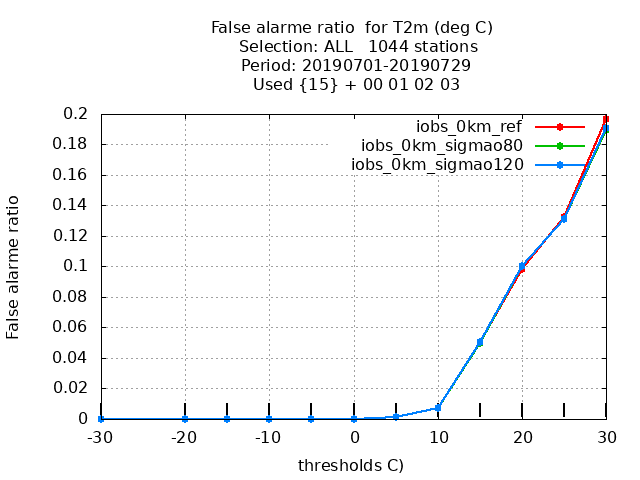 False alarme ratio  for T2m (deg C)
Selection: ALL   1044 stations
Period: 20190701-20190729
Used {15} + 00 01 02 03
iobs_0km_ref
iobs_0km_sigmao80
iobs_0km_sigmao120
False alarme ratio
0.2
0.18
0.16
0.14
0.12
0.1
0.08
0.06
0.04
0.02
0
-30 -20 -10 0 10 20 30
thresholds C)